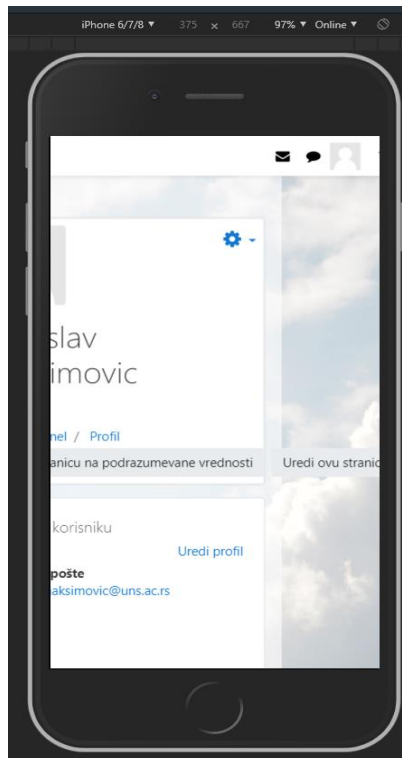 iPhone 6/7/8 ▼ 375 x 667 97% ▼ Online ▼
slav
imovic
nel / Profil
anicu na podrazumevane vrednosti Uredi ovu stranic
korisniku
Uredi profil
pošte
aksimovic@uns.ac.rs